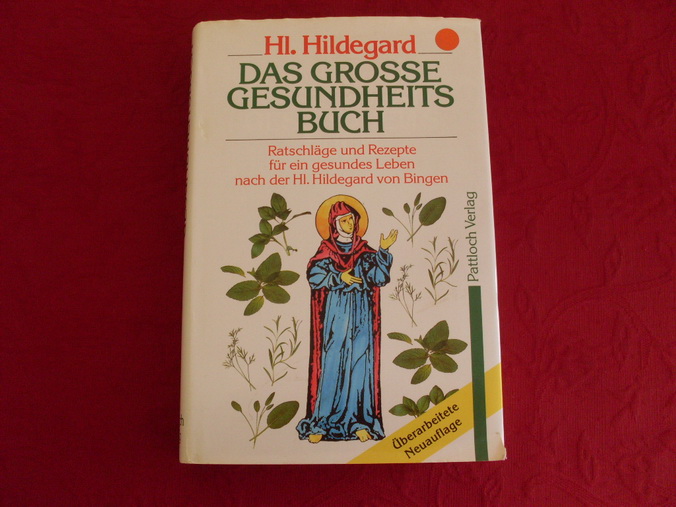 Hl. Hildegard
DAS GROSSE
GESUNDHEITS
BUCH
Ratschläge und Rezepte
für ein gesundes Leben
nach der Hl. Hildegard von Bingen
Pattloch Verlag
Überarbeitete
Neuauflage